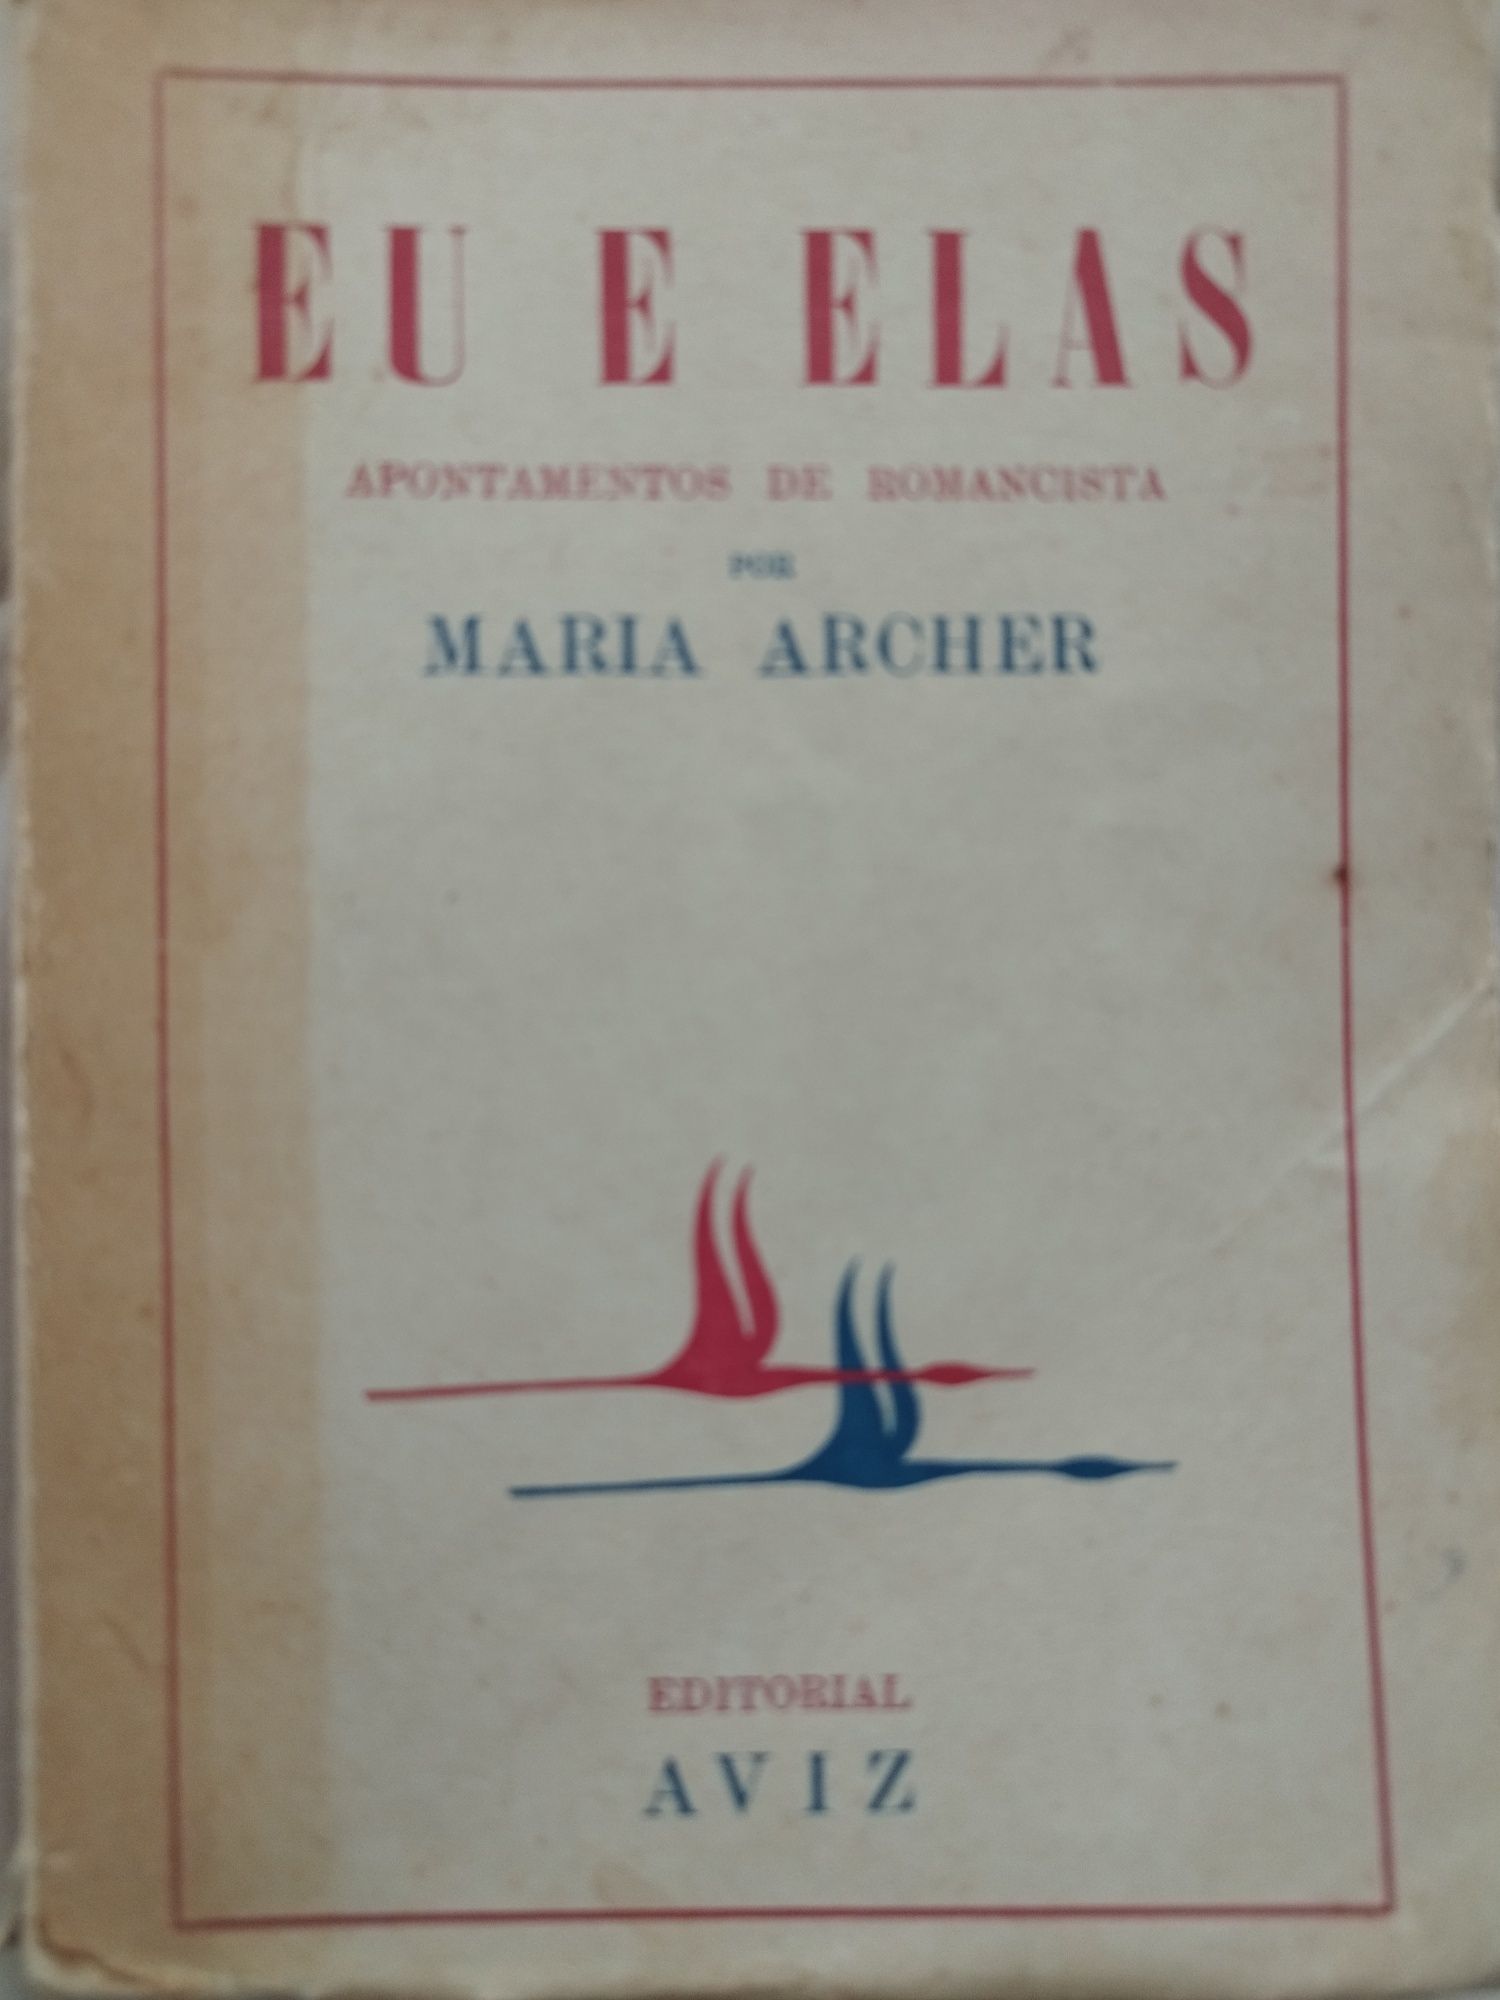 EU E ELAS
APONTAMENTOS DE ROMANCISTA
POR
MARIA ARCHER
EDITORIAL
AVIZ